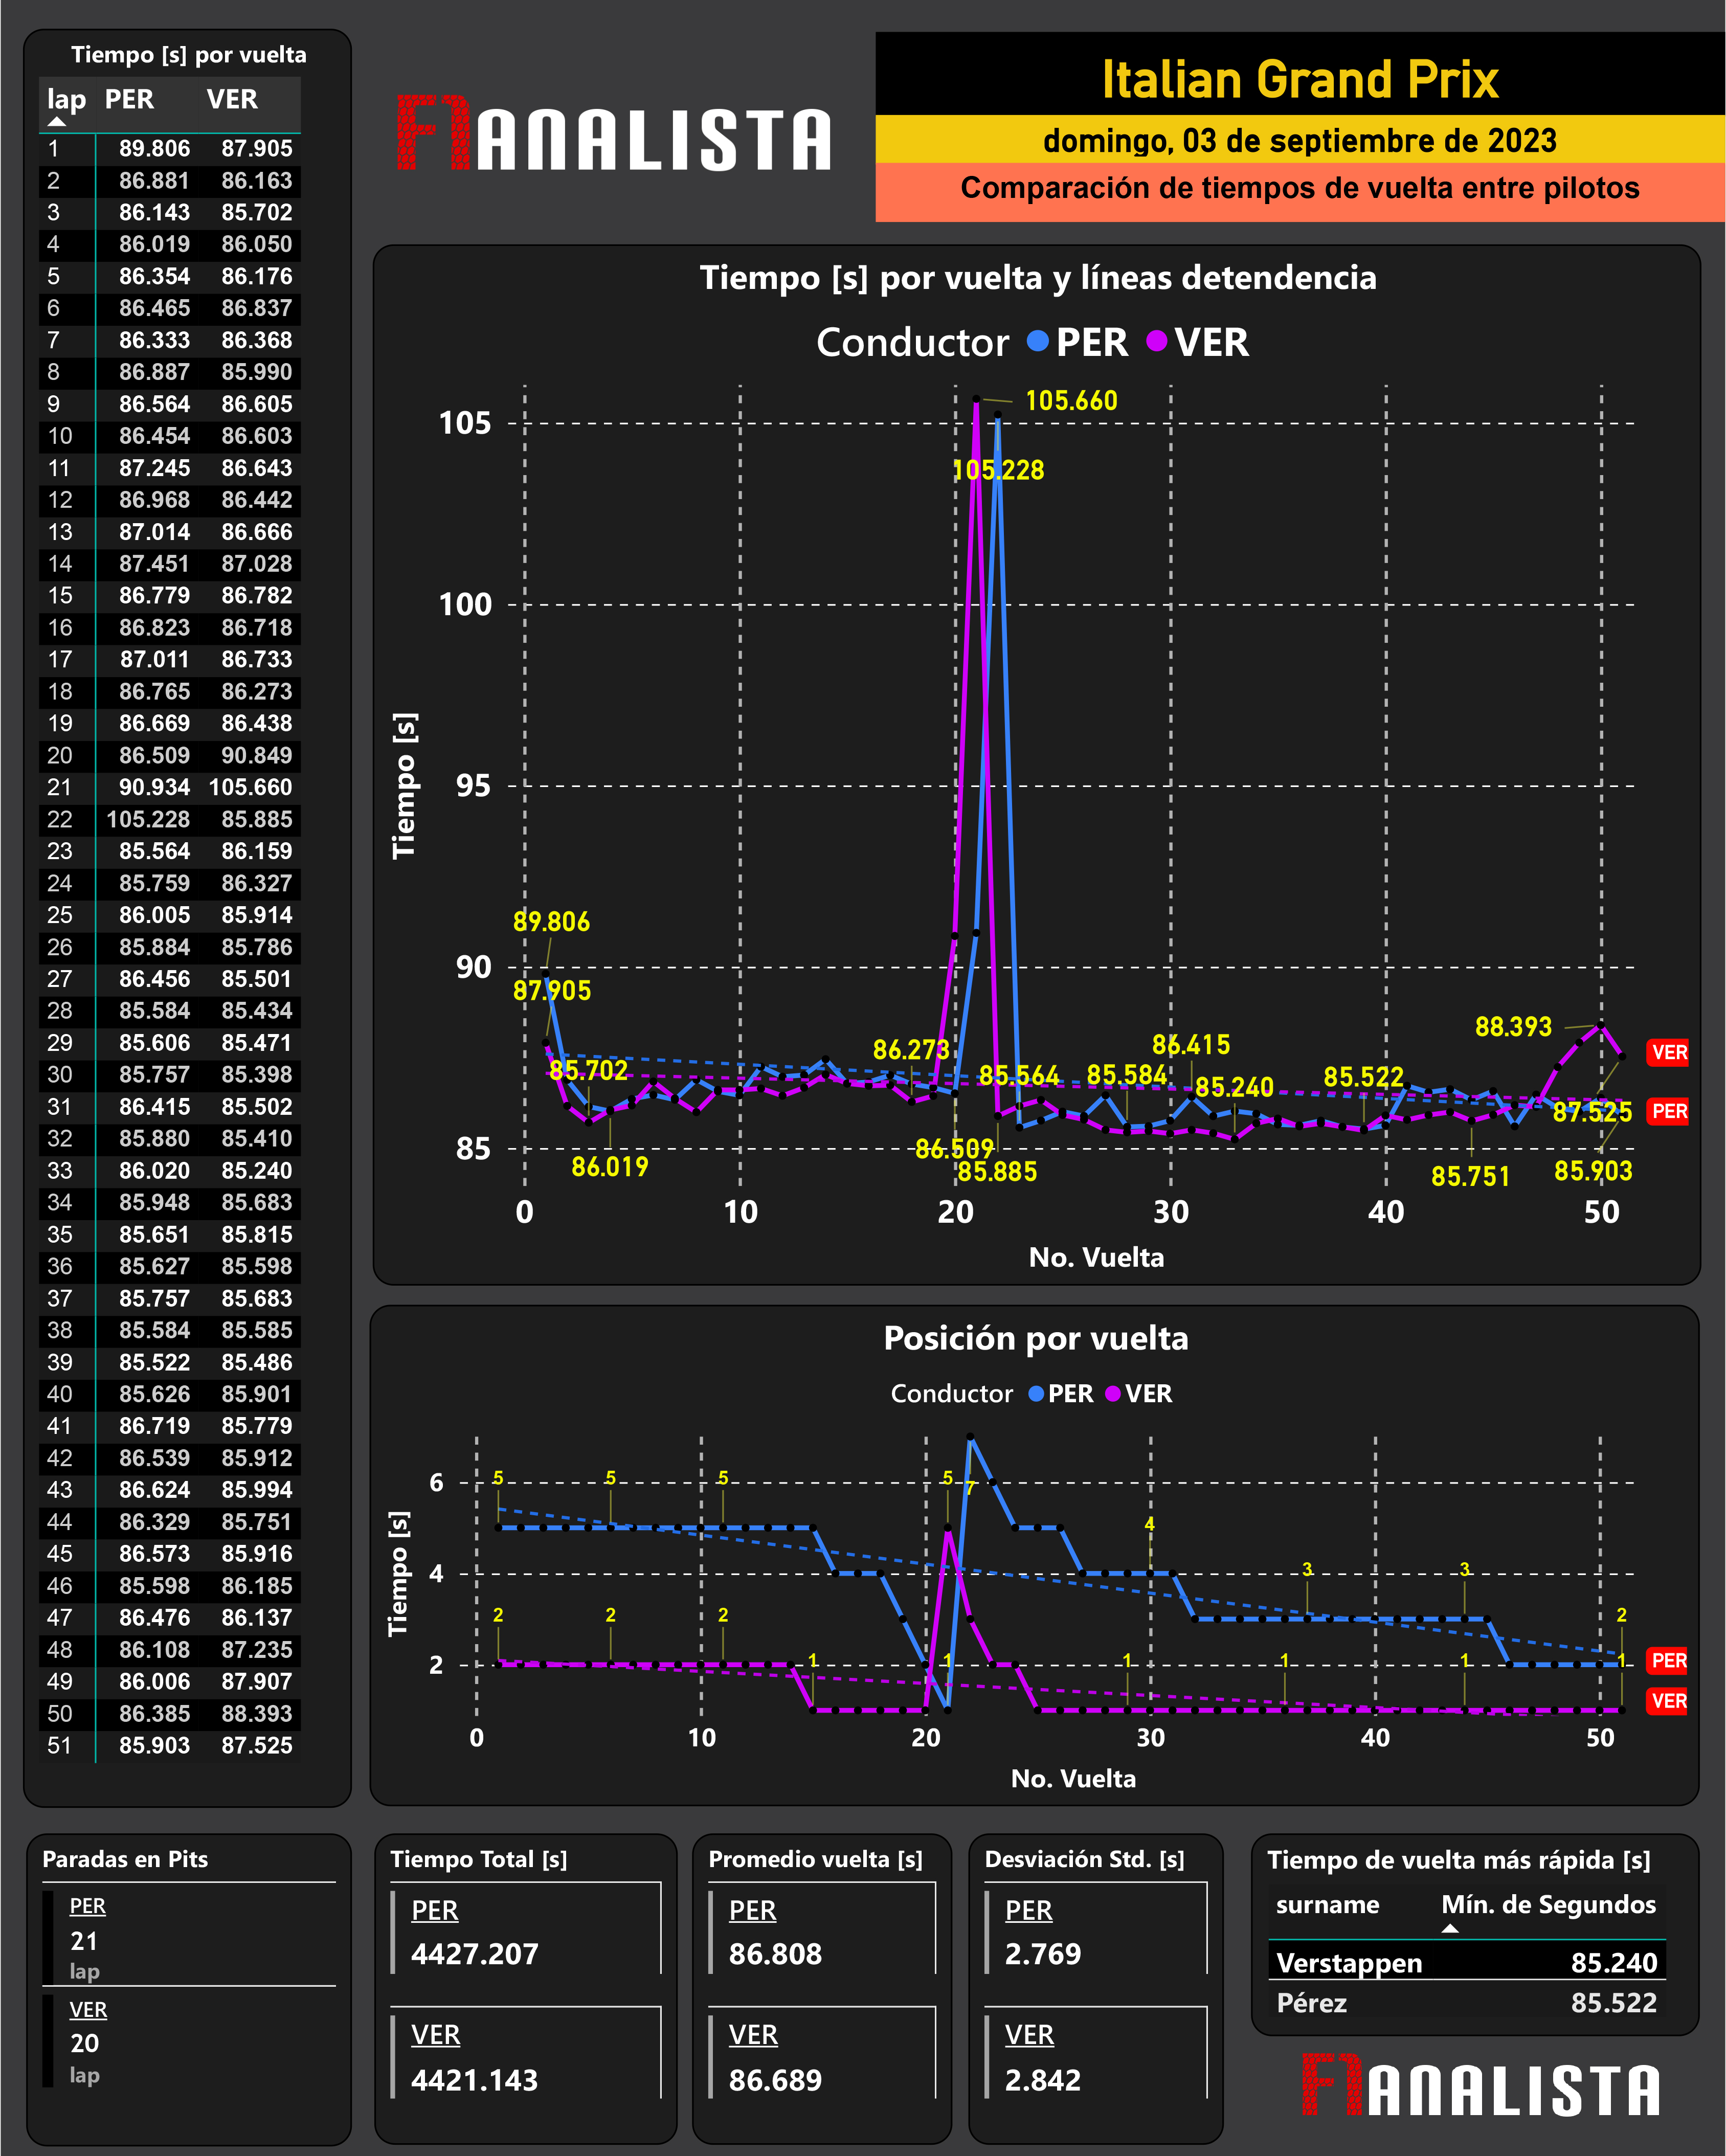 Tiempo [s] por vuelta
lap PER VER
1 89.806 87.905
2 86.881 86.163
3 86.143 85.702
4 86.019 86.050
5 86.354 86.176
6 86.465 86.837
7 86.333 86.368
8 86.887 85.990
9 86.564 86.605
10 86.454 86.603
11 87.245 86.643
12 86.968 86.442
13 87.014 86.666
14 87.451 87.028
15 86.779 86.782
16 86.823 86.718
17 87.011 86.733
18 86.765 86.273
19 86.669 86.438
20 86.509 90.849
21 90.934 105.660
22 105.228 85.885
23 85.564 86.159
24 85.759 86.327
25 86.005 85.914
26 85.884 85.786
27 86.456 85.501
28 85.584 85.434
29 85.606 85.471
30 85.757 85.398
31 86.415 85.502
32 85.880 85.410
33 86.020 85.240
34 85.948 85.683
35 85.651 85.815
36 85.627 85.598
37 85.757 85.683
38 85.584 85.585
39 85.522 85.486
40 85.626 85.901
41 86.719 85.779
42 86.539 85.912
43 86.624 85.994
44 86.329 85.751
45 86.573 85.916
46 85.598 86.185
47 86.476 86.137
48 86.108 87.235
49 86.006 87.907
50 86.385 88.393
51 85.903 87.525
F1ANALISTA
Italian Grand Prix
domingo, 03 de septiembre de 2023
Comparación de tiempos de vuelta entre pilotos
Tiempo [s] por vuelta y líneas detendencia
Conductor PER VER
105.660
105
105.228
100
Tiempo [s]
95
89.806
90
87.905
88.393
86.273
86.415
VER
85.702
85.564
85.584
85.240
85.522
87.525
PER
85
86.509
86.019
85.885
85.751
85.903
0 10 20 30 40 50
No. Vuelta
Posición por vuelta
Conductor PER VER
Tiempo [s]
6
5 5 5 5
7
4
4
3 3
2 2 2 2
2
1 1 1 1 1 1
PER
VER
0 10 20 30 40 50
No. Vuelta
Paradas en Pits
PER
21
lap
VER
20
lap
Tiempo Total [s]
PER
4427.207
VER
4421.143
Promedio vuelta [s]
PER
86.808
VER
86.689
Desviación Std. [s]
PER
2.769
VER
2.842
Tiempo de vuelta más rápida [s]
surname Mín. de Segundos
Verstappen 85.240
Pérez 85.522
F1ANALISTA